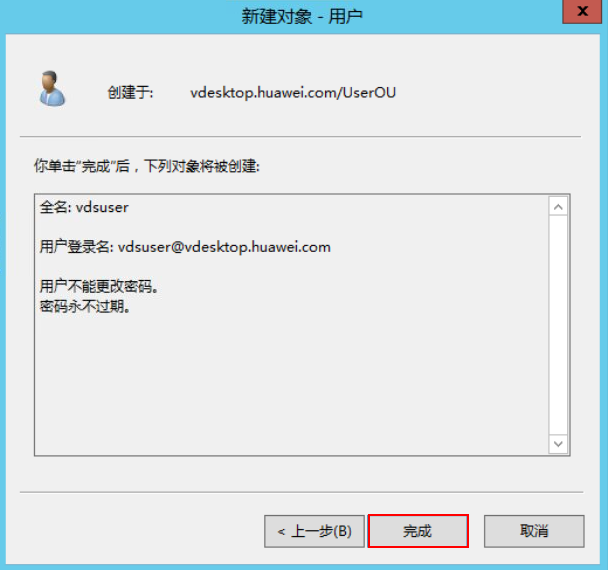 新建对象 - 用户
x
创建于: vdesktop.huawei.com/UserOU
你单击"完成"后，下列对象将被创建:
全名: vdsuser
用户登录名: vdsuser@vdesktop.huawei.com
用户不能更改密码。
密码永不过期。
< 上一步(B) 完成 取消